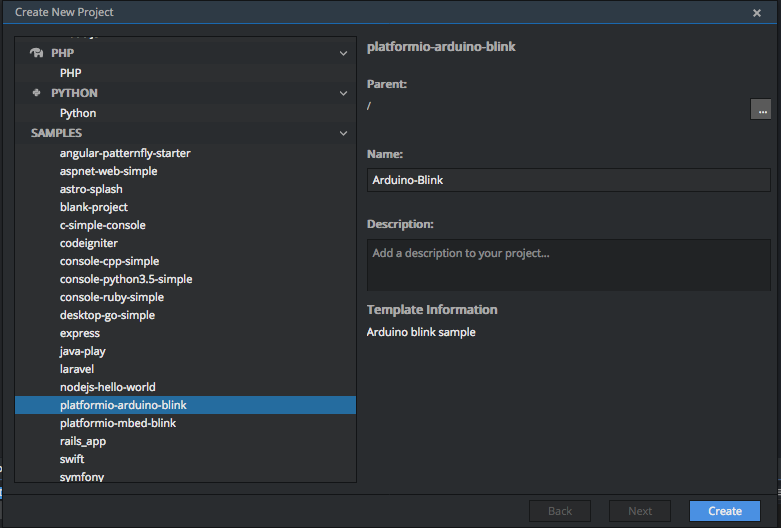 Create New Project
PHP
PHP
PYTHON
Python
SAMPLES
angular-patternfly-starter
aspnet-web-simple
astro-splash
blank-project
c-simple-console
codeigniter
console-cpp-simple
console-python3.5-simple
console-ruby-simple
desktop-go-simple
express
java-play
laravel
nodejs-hello-world
platformio-arduino-blink
platformio-mbed-blink
rails_app
swift
symfony
platformio-arduino-blink
Parent:
/
...
Name:
Arduino-Blink
Description:
Add a description to your project...
Template Information
Arduino blink sample
Back
Next
Create